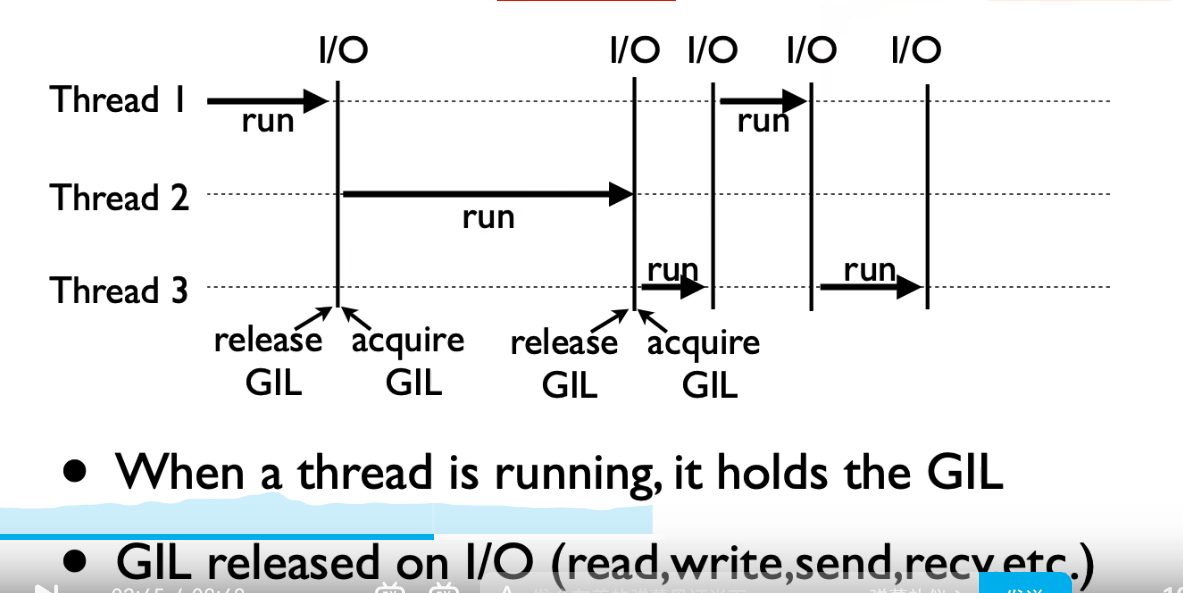 I/O I/O I/O I/O I/O
Thread 1
run run
Thread 2
run
Thread 3
run run
release acquire release acquire
GIL GIL GIL GIL
• When a thread is running, it holds the GIL
• GIL released on I/O (read,write,send,recv,etc.)